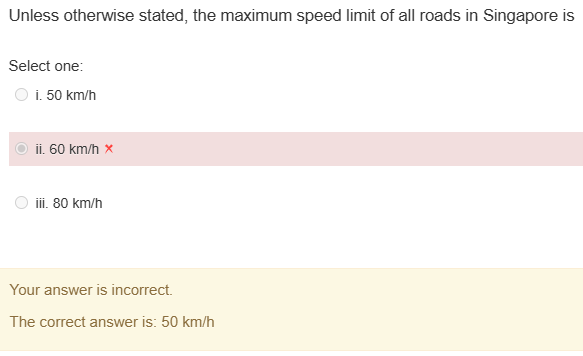 Unless otherwise stated, the maximum speed limit of all roads in Singapore is
Select one:
i. 50 km/h
ii. 60 km/h
iii. 80 km/h
Your answer is incorrect.
The correct answer is: 50 km/h